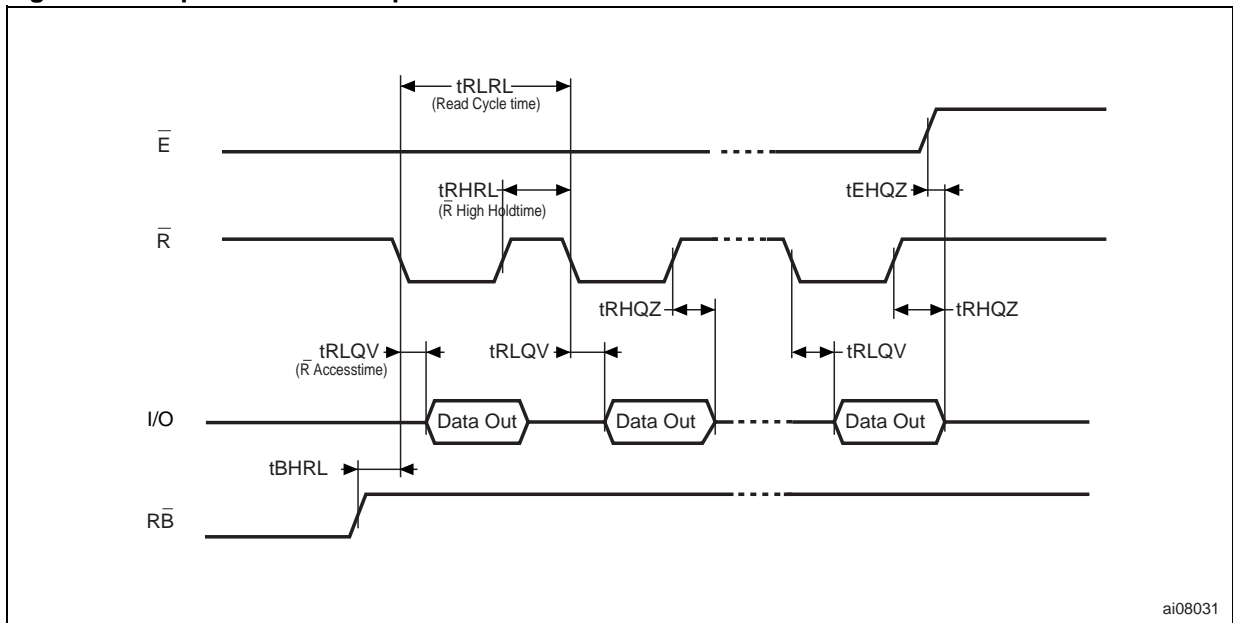 tRLRL
(Read Cycle time)
E̅
tRHRL
(R̅ High Holdtime)
tEHQZ
R̅
tRHQZ
tRHQZ
tRLQV
(R̅ Accesstime)
tRLQV
tRLQV
I/O
Data Out
Data Out
Data Out
tBHRL
RB̅
ai08031